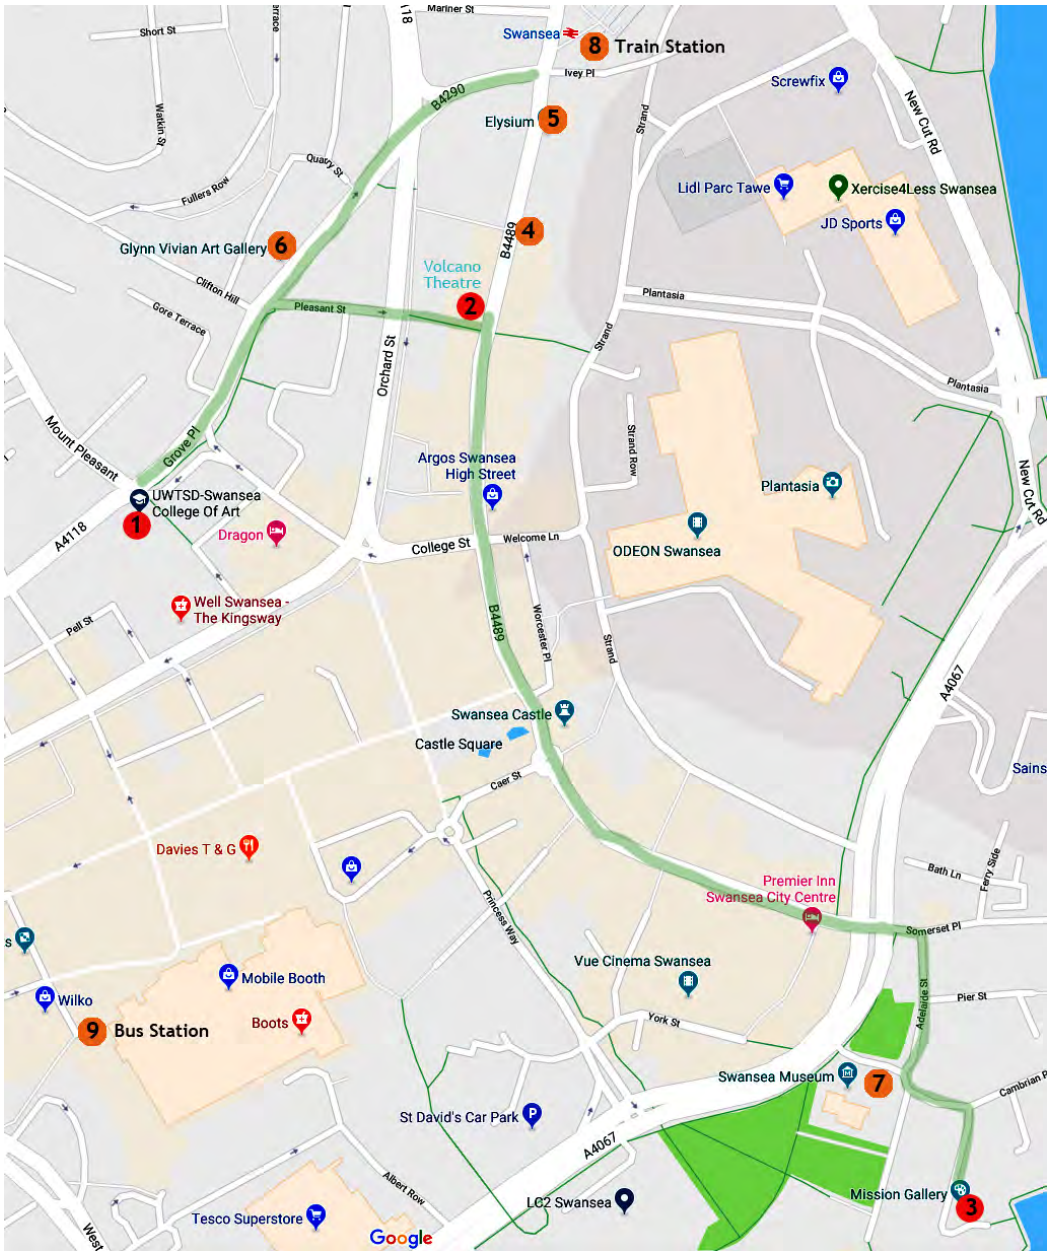 Mariner St
118
Short St
errace
Swansea
8 Train Station
Ivey Pl
Screwfix
B4290
Watkin St
Elysium
5
Strand
New Cut Rd
Quarry St
Fullers Row
Lidl Parc Tawe
Xercise4Less Swansea
JD Sports
Glynn Vivian Art Gallery
6
4
B4489
Volcano
Theatre
2
Clifton Hill
Gore Terrace
Pleasant St
Plantasia
Strand
Orchard St
Plantasia
Mount Pleasant
Grove Pl
Argos Swansea
High Street
Strand Row
Plantasia
New Cut Rd
UWTSD-Swansea
College Of Art
1
A4118
Dragon
College St
Welcome Ln
ODEON Swansea
Well Swansea -
The Kingsway
Pell St
B4489
Worcester Pl
Strand
A4067
Swansea Castle
Castle Square
Sains
Caer St
Davies T & G
Premier Inn
Swansea City Centre
Bath Ln
Ferry Side
Princess Way
Somerset Pl
s
Vue Cinema Swansea
Mobile Booth
Wilko
Adelaide St
Pier St
9 Bus Station
Boots
York St
Swansea Museum
7
Cambrian P
St David's Car Park
P
A4067
Albert Row
Mission Gallery
3
LC2 Swansea
Tesco Superstore
West
Google